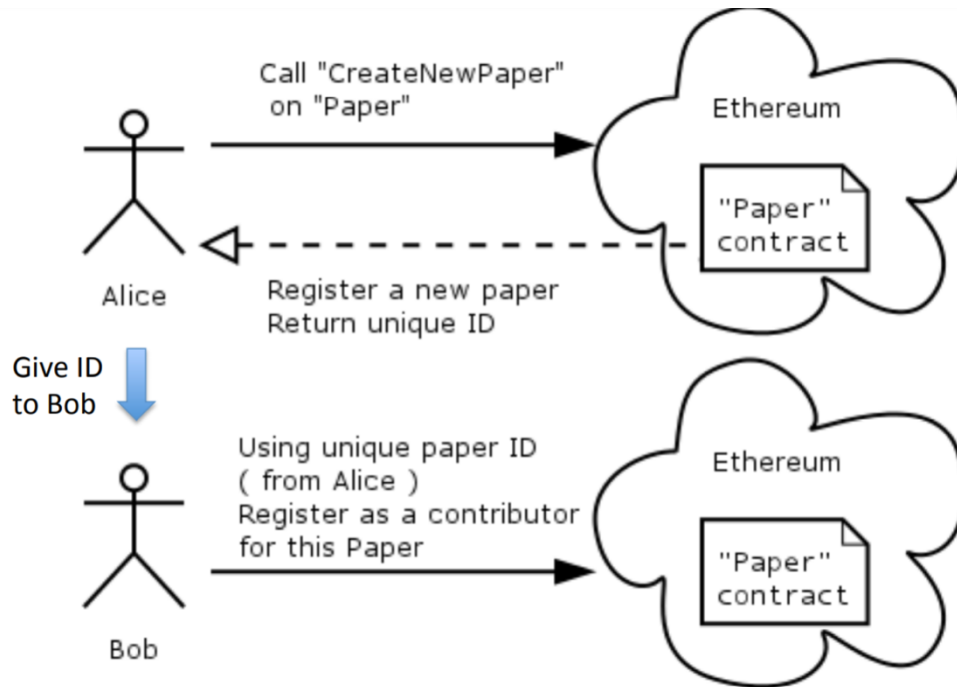 Call "CreateNewPaper"
on "Paper"
Ethereum
"Paper"
contract
Alice
Register a new paper
Return unique ID
Give ID
to Bob
Using unique paper ID
( from Alice )
Register as a contributor
for this Paper
Ethereum
"Paper"
contract
Bob